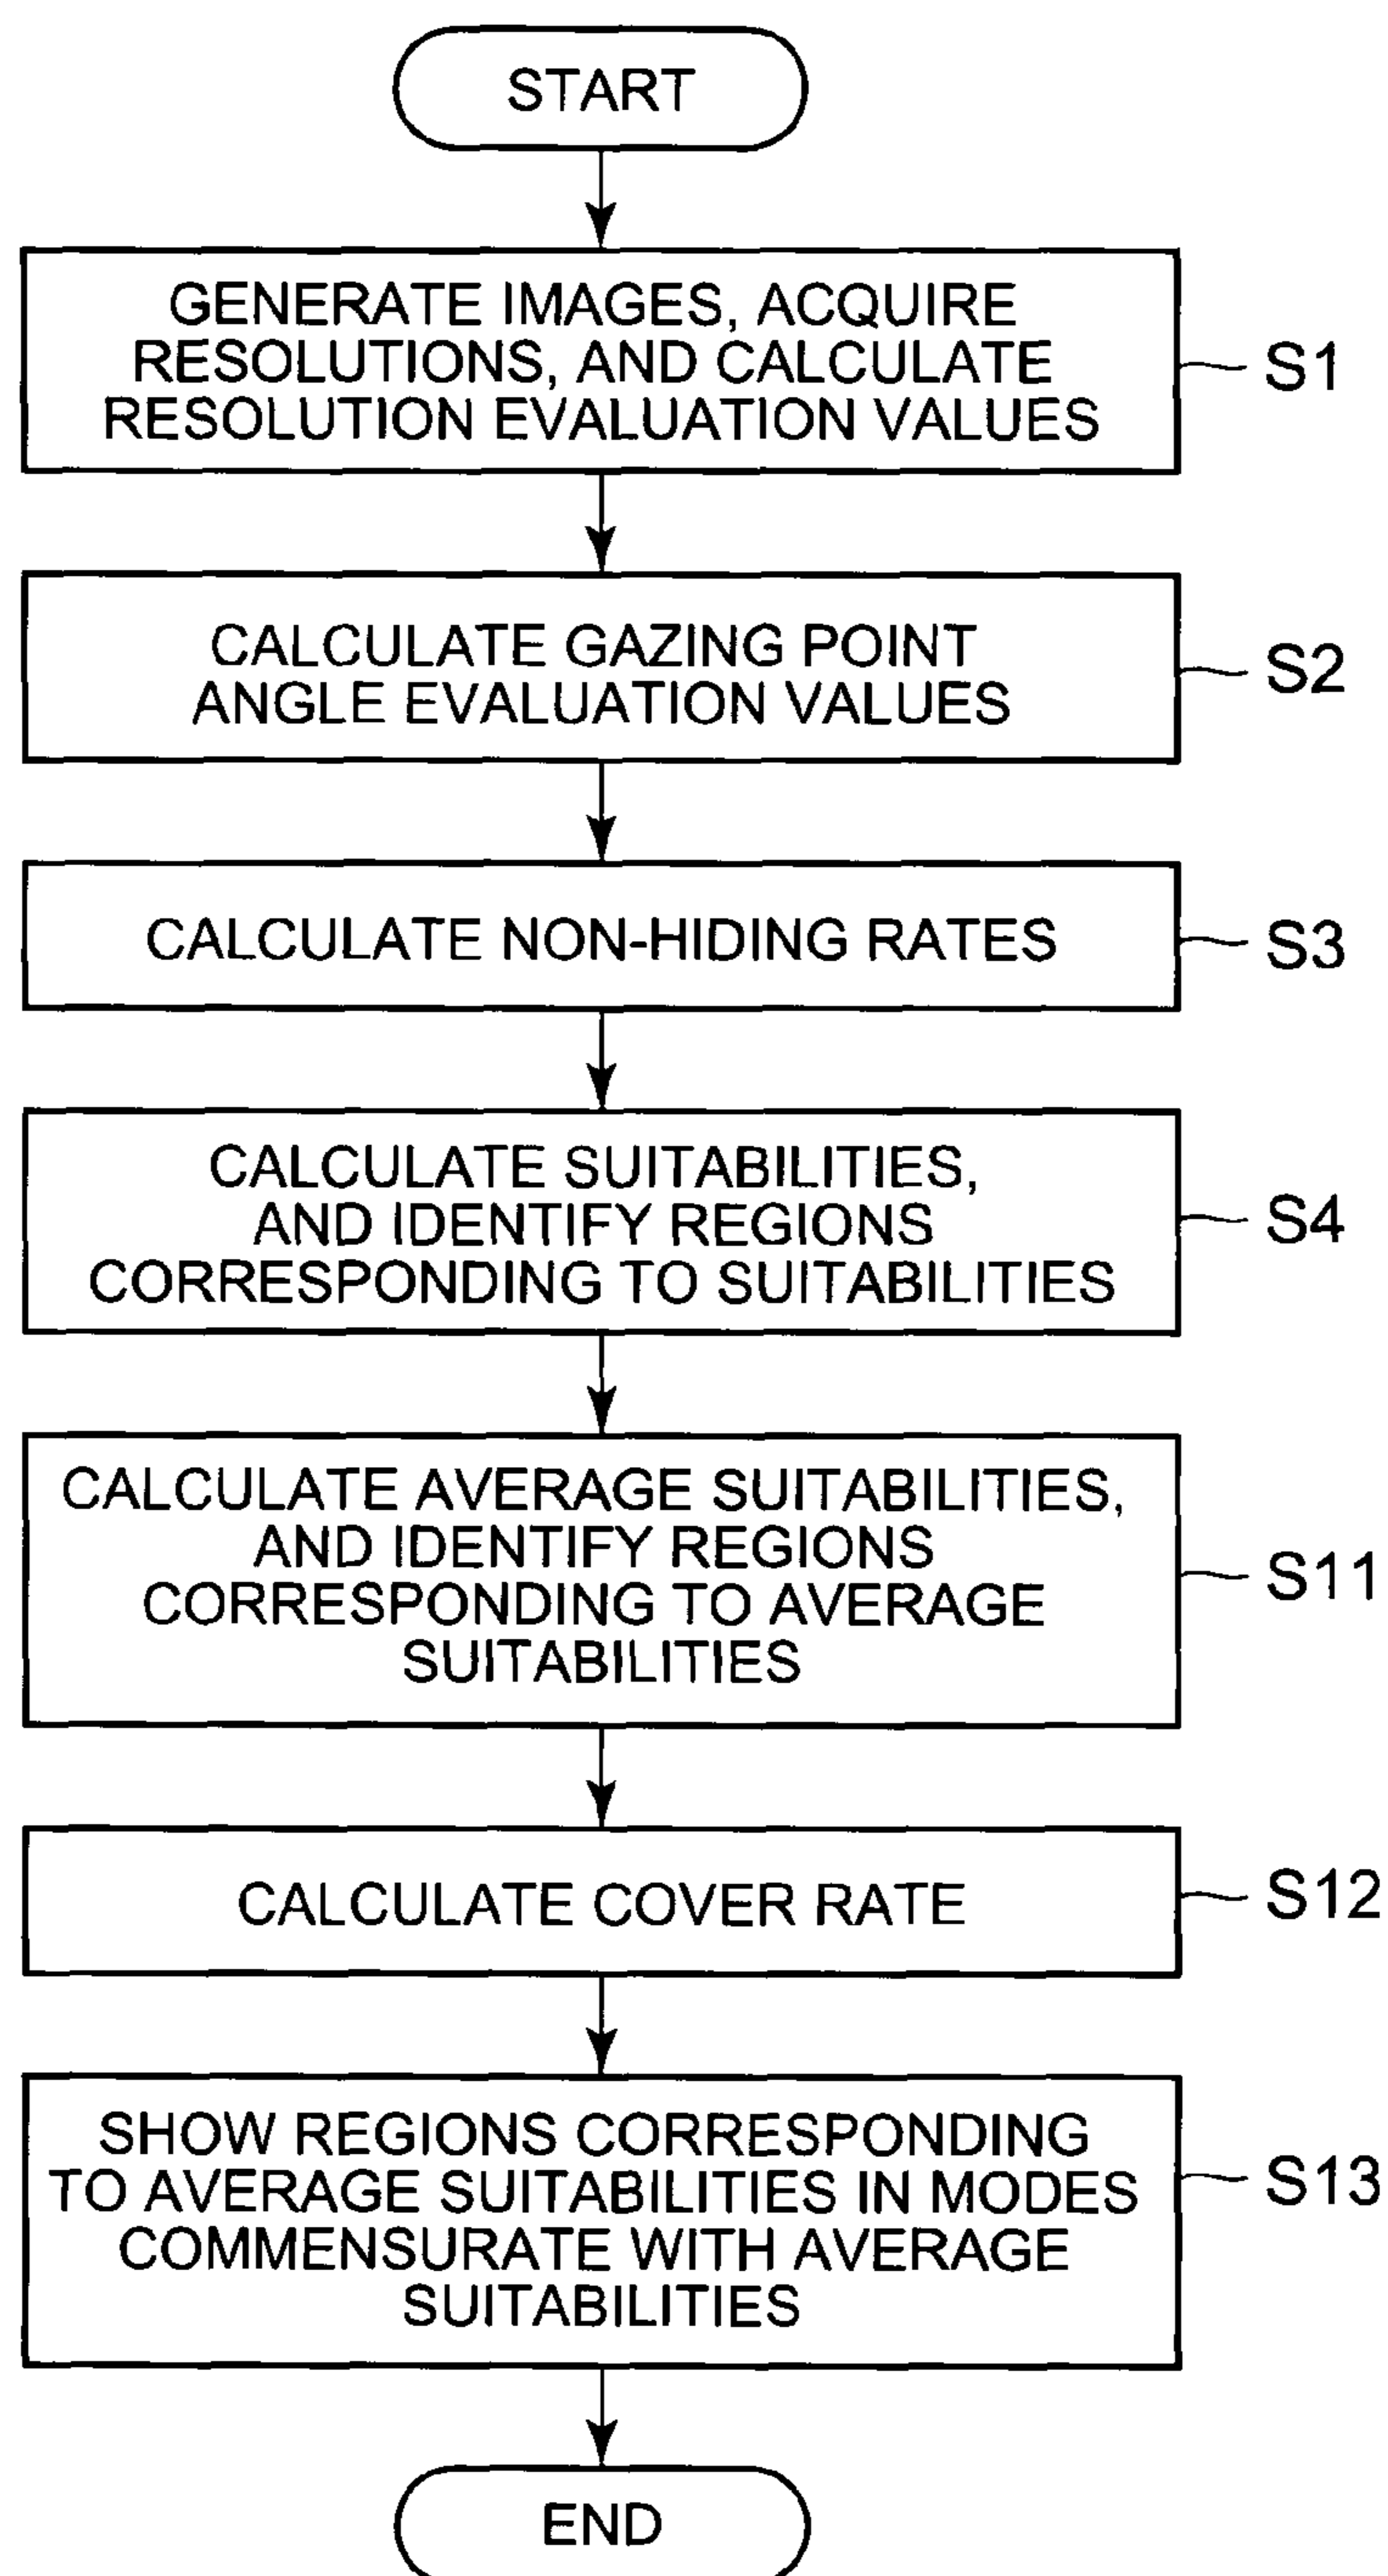 START
GENERATE IMAGES, ACQUIRE
RESOLUTIONS, AND CALCULATE
RESOLUTION EVALUATION VALUES
S1
CALCULATE GAZING POINT
ANGLE EVALUATION VALUES
S2
CALCULATE NON-HIDING RATES
S3
CALCULATE SUITABILITIES,
AND IDENTIFY REGIONS
CORRESPONDING TO SUITABILITIES
S4
CALCULATE AVERAGE SUITABILITIES,
AND IDENTIFY REGIONS
CORRESPONDING TO AVERAGE
SUITABILITIES
S11
CALCULATE COVER RATE
S12
SHOW REGIONS CORRESPONDING
TO AVERAGE SUITABILITIES IN MODES
COMMENSURATE WITH AVERAGE
SUITABILITIES
S13
END